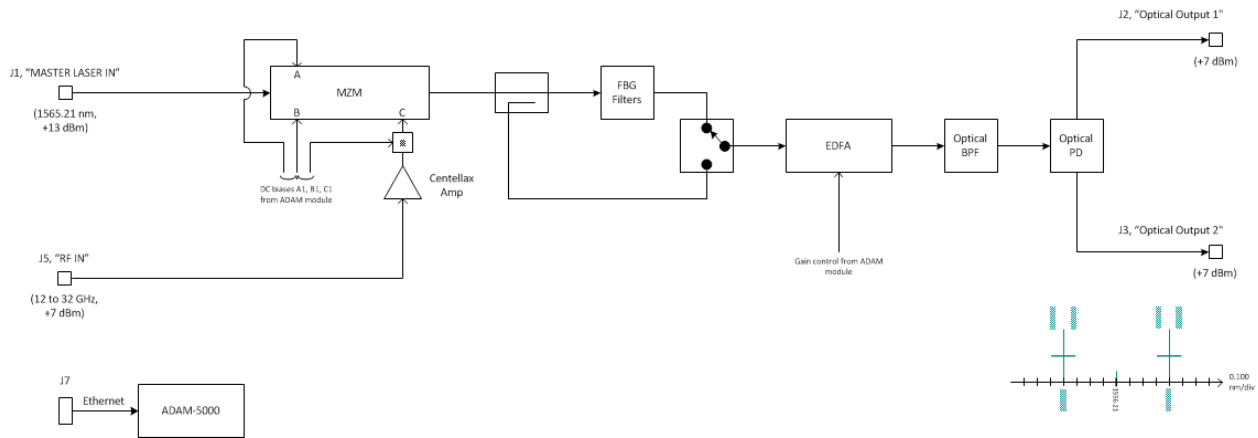 J2, “Optical Output 1"
(+7 dBm)
J1, “MASTER LASER IN”
(1565.21 nm,
+13 dBm)
A
MZM
B
C
FBG
Filters
EDFA
Optical
BPF
Optical
PD
DC biases A1, B1, C1
from ADAM module
Centellax
Amp
J5, “RF IN”
(12 to 32 GHz,
+7 dBm)
Gain control from ADAM
module
J3, “Optical Output 2"
(+7 dBm)
0.100
nm/div
1556.21
J7
Ethernet
ADAM-5000